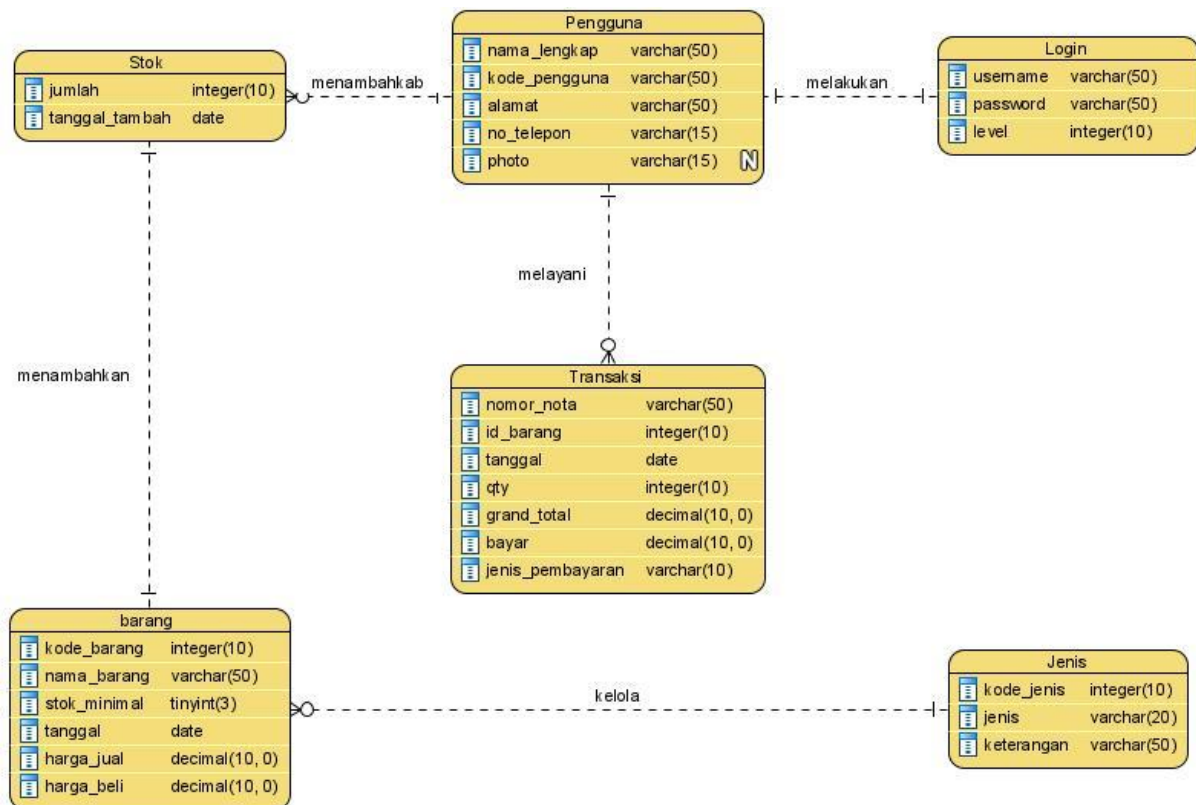 Pengguna
nama_lengkap varchar(50)
kode_pengguna varchar(50)
alamat varchar(50)
no_telepon varchar(15)
photo varchar(15) N
Stok
jumlah integer(10)
tanggal_tambah date
menambahkab
melakukan
Login
username varchar(50)
password varchar(50)
level integer(10)
melayani
menambahkan
Transaksi
nomor_nota varchar(50)
id_barang integer(10)
tanggal date
qty integer(10)
grand_total decimal(10, 0)
bayar decimal(10, 0)
jenis_pembayaran varchar(10)
barang
kode_barang integer(10)
nama_barang varchar(50)
stok_minimal tinyint(3)
tanggal date
harga_jual decimal(10, 0)
harga_beli decimal(10, 0)
kelola
Jenis
kode_jenis integer(10)
jenis varchar(20)
keterangan varchar(50)